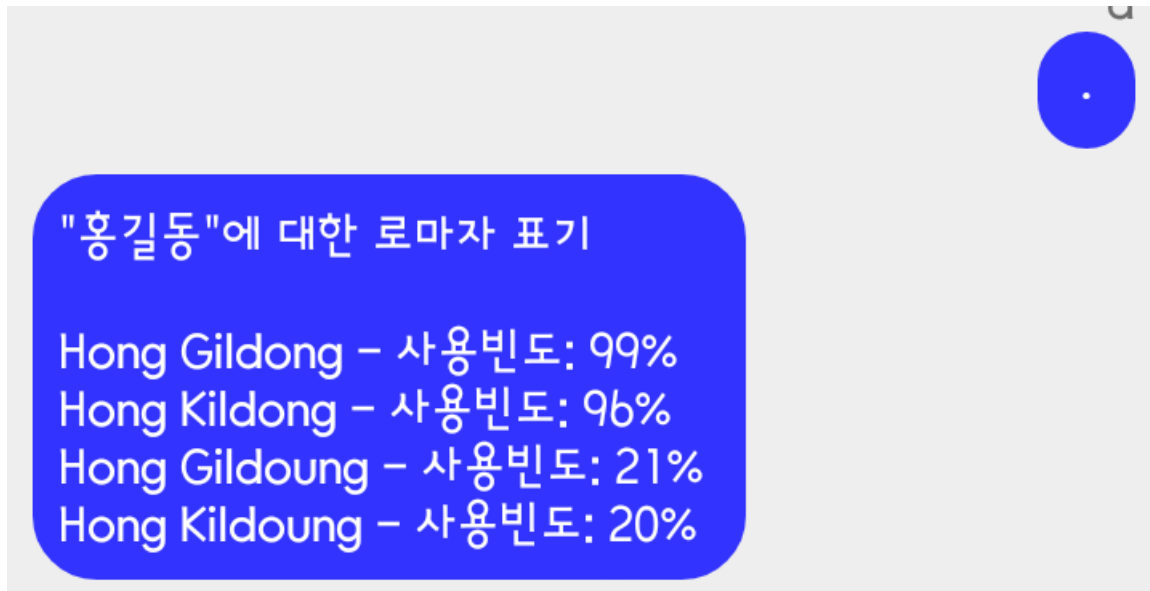 .
"홍길동"에 대한 로마자 표기
Hong Gildong - 사용빈도: 99%
Hong Kildong - 사용빈도: 96%
Hong Gildoung - 사용빈도: 21%
Hong Kildoung - 사용빈도: 20%